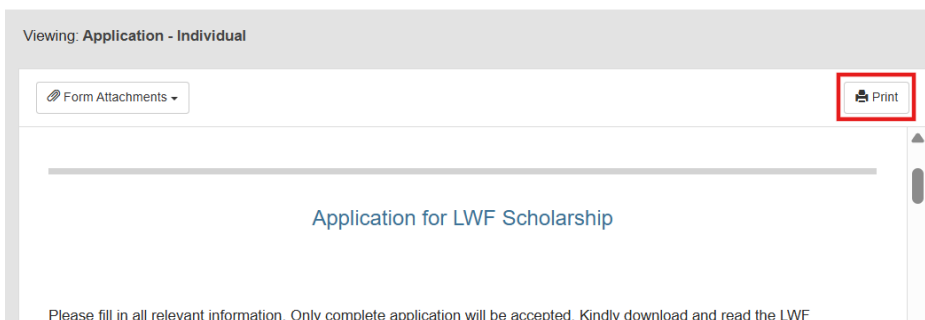 Viewing: Application - Individual
Form Attachments
Print
Application for LWF Scholarship
Please fill in all relevant information. Only complete application will be accepted. Kindly download and read the LWF